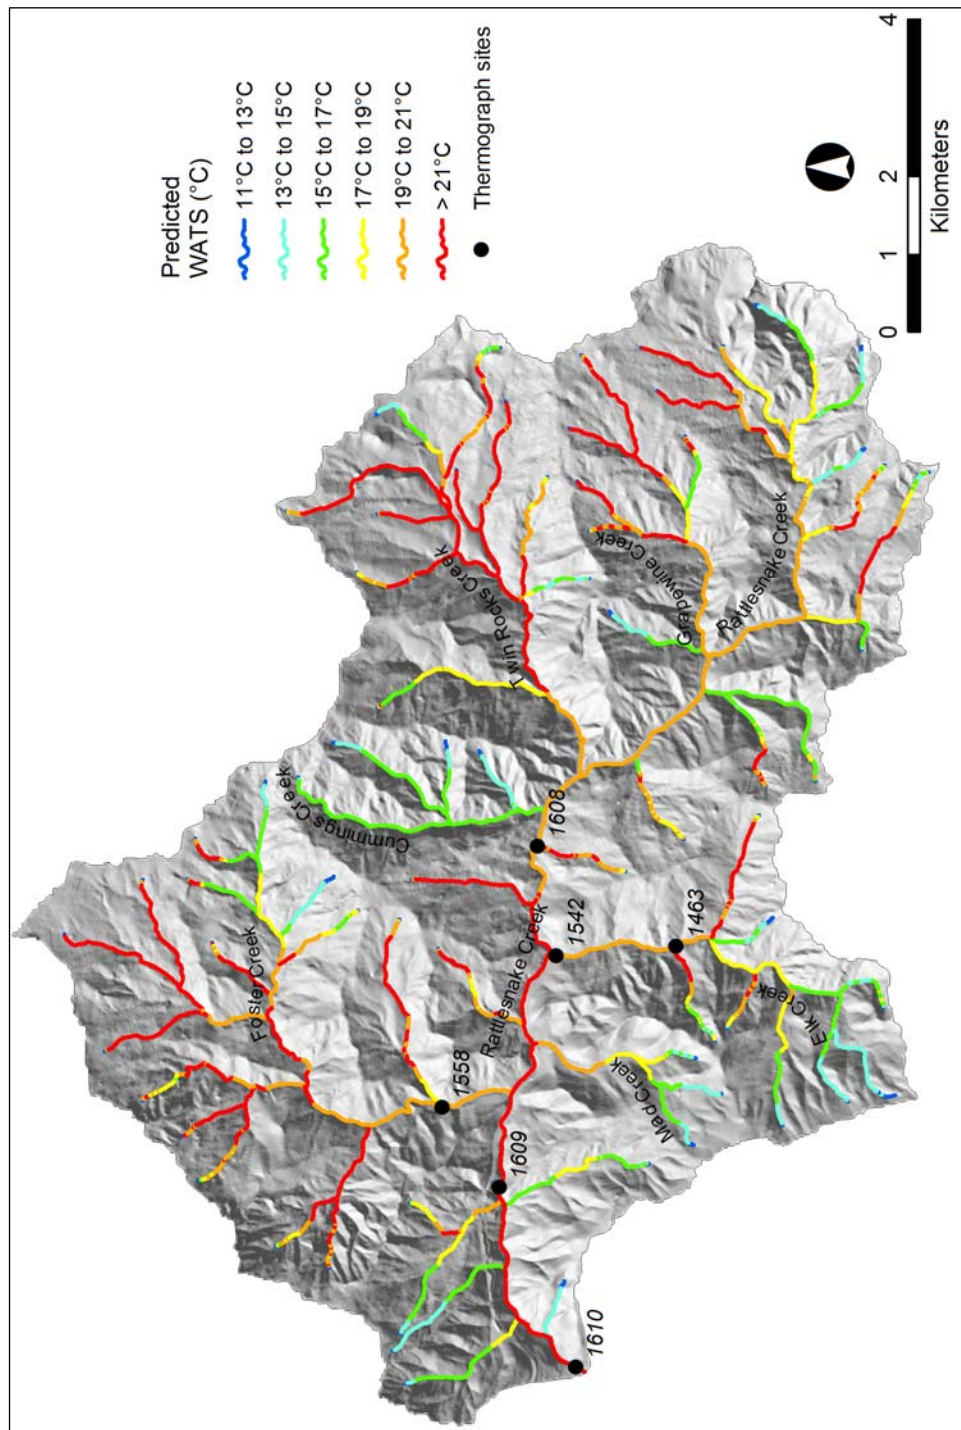 Predicted
WATS (°C)
11°C to 13°C
13°C to 15°C
15°C to 17°C
17°C to 19°C
19°C to 21°C
> 21°C
Thermograph sites
0 1 2 4
Kilometers
Foster Creek
Cummings Creek
Twin Rocks Creek
Grapewine Creek
Rattlesnake Creek
Rattlesnake Creek
Mad Creek
Elk Creek
1558
1608
1542
1463
1609
1610